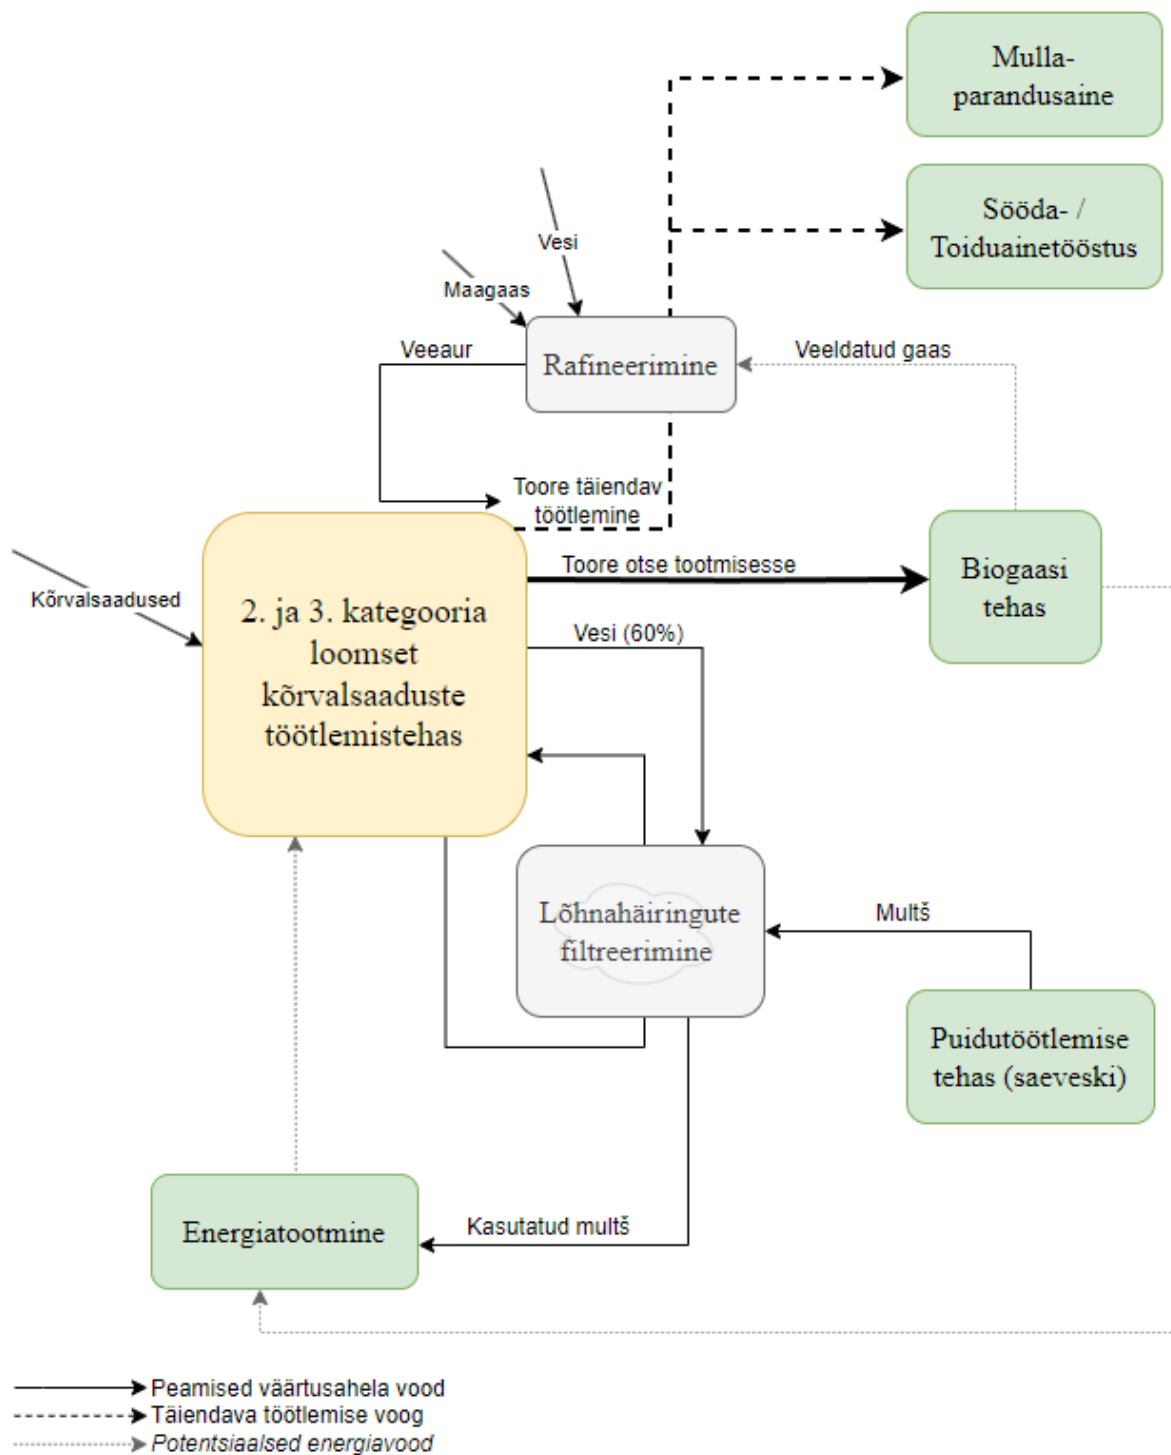 Mulla-
parandusaine
Sööda- /
Toiduainetööstus
Vesi
Maagaas
Veeaur
Rafineerimine
Veeldatud gaas
Toore täiendav
töötlemine
Toore otse tootmisesse
Biogaasi
tehas
Kõrvalsaadused
2. ja 3. kategooria
loomset
kõrvalsaaduste
töötlemistehas
Vesi (60%)
Lõhnahäiringute
filtreerimine
Multš
Puidutöötlemise
tehas (saeveski)
Energiatootmine
Kasutatud multš
Peamised väärtusahela vood
Täiendava töötlemise voog
Potentsiaalsed energiavood